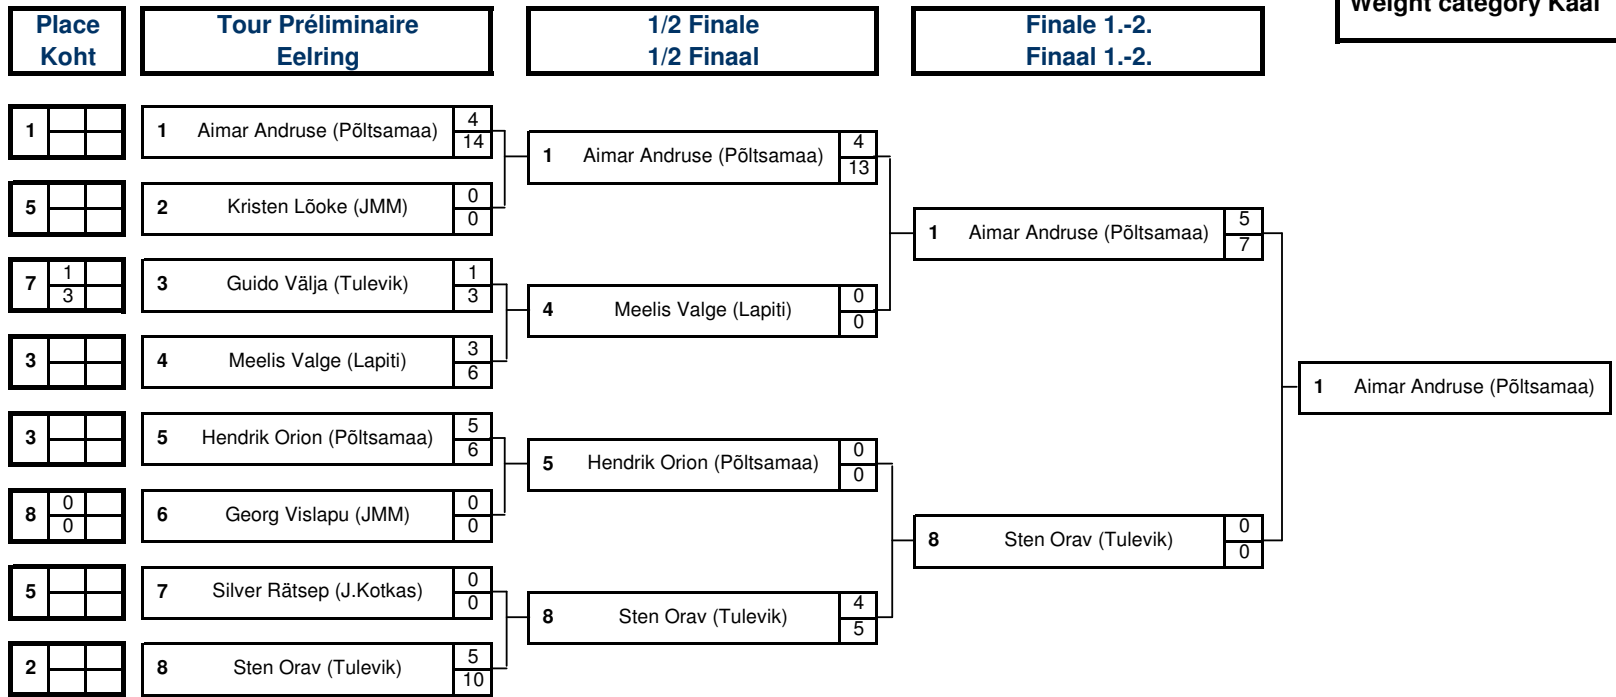 Weight category Kaal
Place
Koht
Tour Préliminaire
Eelring
1/2 Finale
1/2 Finaal
Finale 1.-2.
Finaal 1.-2.
1
1 Aimar Andruse (Põltsamaa) 4
14
1 Aimar Andruse (Põltsamaa) 4
13
5
2 Kristen Lõoke (JMM) 0
0
1 Aimar Andruse (Põltsamaa) 5
7
7 1
3
3 Guido Välja (Tulevik) 1
3
4 Meelis Valge (Lapiti) 0
0
3
4 Meelis Valge (Lapiti) 3
6
1 Aimar Andruse (Põltsamaa)
3
5 Hendrik Orion (Põltsamaa) 5
6
5 Hendrik Orion (Põltsamaa) 0
0
8 0
0
6 Georg Vislapu (JMM) 0
0
8 Sten Orav (Tulevik) 0
0
5
7 Silver Rätsep (J.Kotkas) 0
0
8 Sten Orav (Tulevik) 4
5
2
8 Sten Orav (Tulevik) 5
10